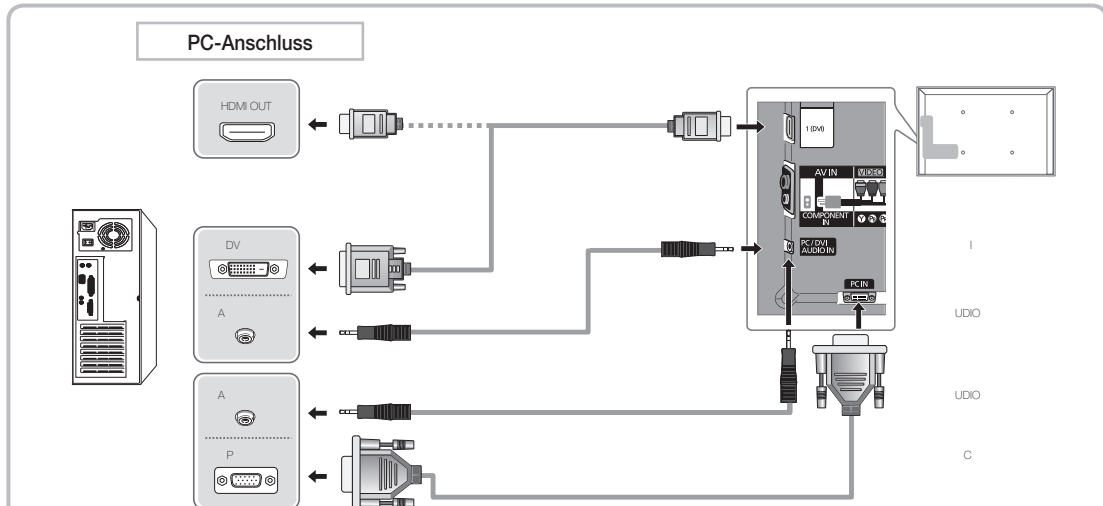 PC-Anschluss
HDMI OUT
1 (DVI)
AV IN
VIDEO
COMPONENT
IN
Y
DV
I
PC / DVI
AUDIO IN
PC IN
A
UDIO
A
UDIO
P
C